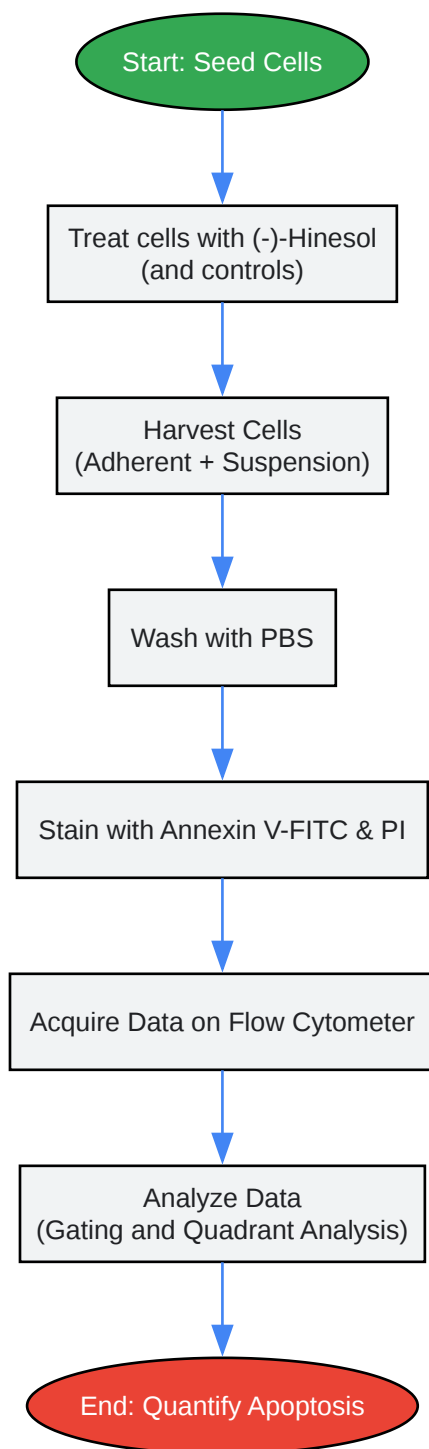 Start: Seed Cells
Treat cells with (-)-Hinesol
(and controls)
Harvest Cells
(Adherent + Suspension)
Wash with PBS
Stain with Annexin V-FITC & PI
Acquire Data on Flow Cytometer
Analyze Data
(Gating and Quadrant Analysis)
End: Quantify Apoptosis